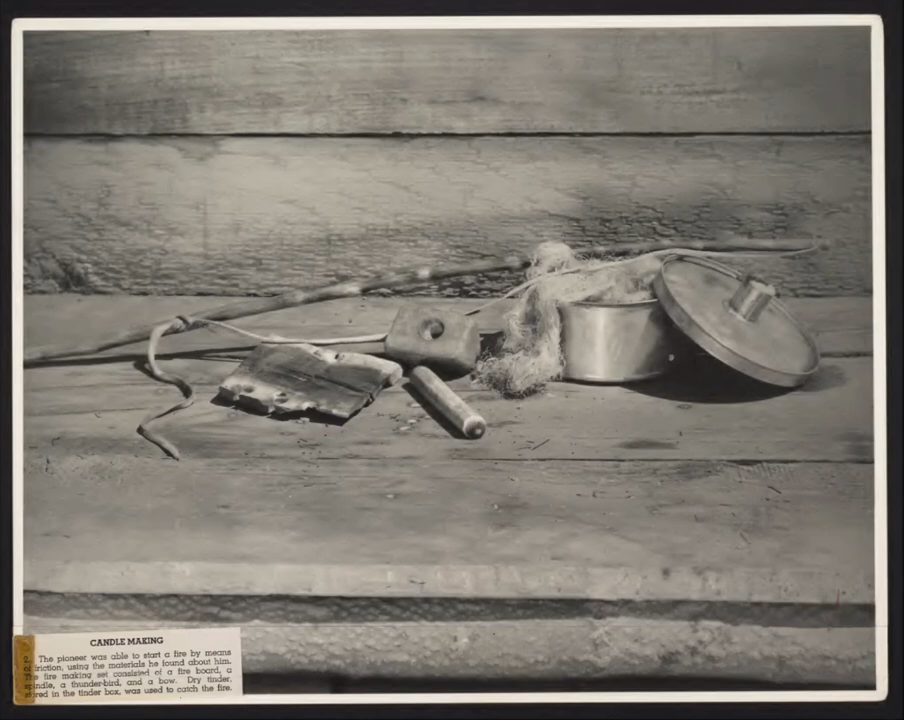 CANDLE MAKING
The pioneer was able to start a fire by means
friction, using the materials he found about him.
The fire making set consisted of a fire board, a
spindle, a thunder-bird, and a bow. Dry tinder,
in the tinder box, was used to catch the fire.